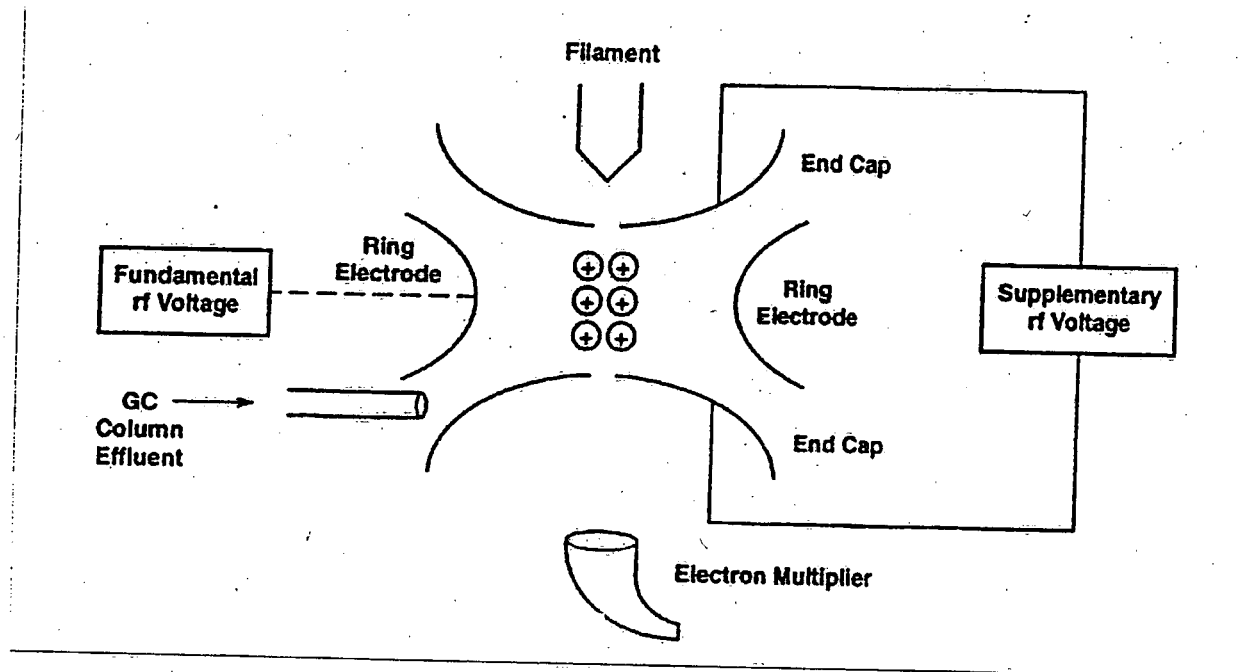 Filament
End Cap
Ring
Electrode
Fundamental
rf Voltage
Ring
Electrode
Supplementary
rf Voltage
GC
Column
Effluent
End Cap
Electron Multiplier